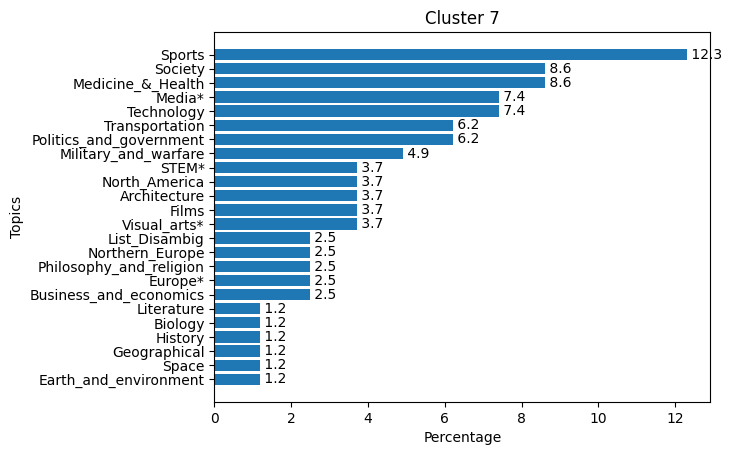 Cluster 7
Topics
Sports 12.3
Society 8.6
Medicine_&_Health 8.6
Media* 7.4
Technology 7.4
Transportation 6.2
Politics_and_government 6.2
Military_and_warfare 4.9
STEM* 3.7
North_America 3.7
Architecture 3.7
Films 3.7
Visual_arts* 3.7
List_Disambig 2.5
Northern_Europe 2.5
Philosophy_and_religion 2.5
Europe* 2.5
Business_and_economics 2.5
Literature 1.2
Biology 1.2
History 1.2
Geographical 1.2
Space 1.2
Earth_and_environment 1.2
0 2 4 6 8 10 12
Percentage